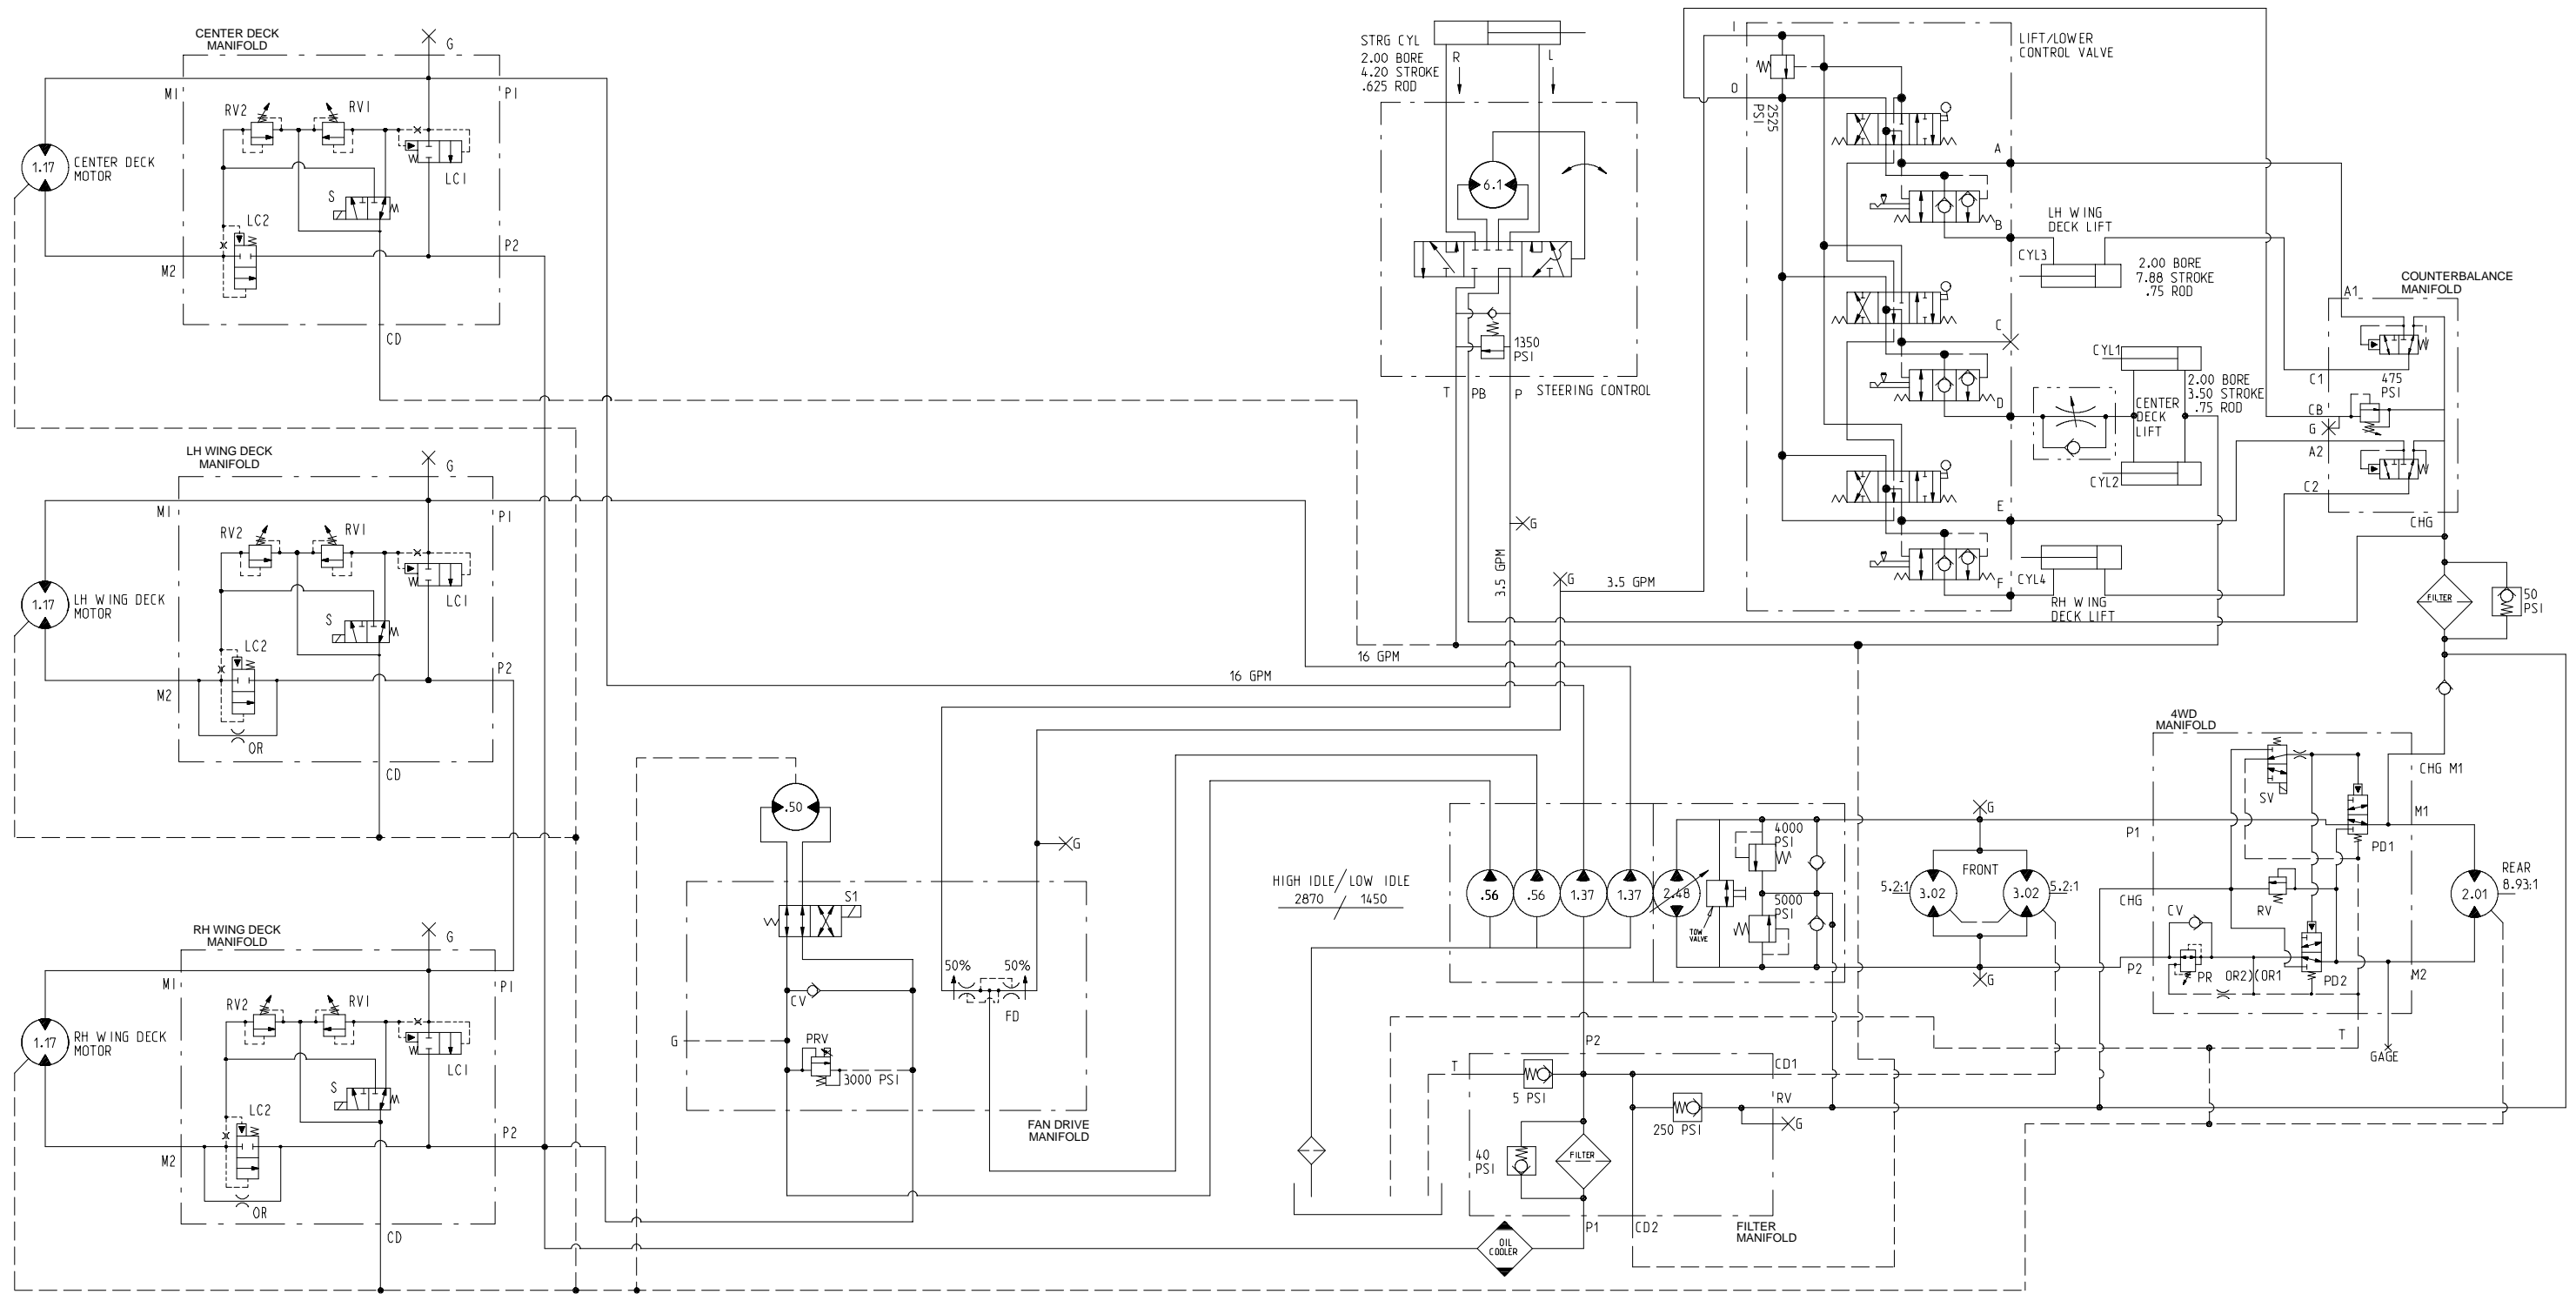 CENTER DECK
MANIFOLD
G
M1
P1
RV2
RV1
1.17
CENTER DECK
MOTOR
LC1
S
LC2
P2
M2
CD
LH WING DECK
MANIFOLD
G
M1
P1
RV2
RV1
1.17
LH WING DECK
MOTOR
LC1
S
LC2
P2
M2
OR
CD
RH WING DECK
MANIFOLD
G
M1
P1
RV2
RV1
1.17
RH WING DECK
MOTOR
LC1
S
LC2
P2
M2
OR
CD
STRG CYL
2.00 BORE
4.20 STROKE
.625 ROD
R
L
6.1
1350
PSI
T
PB
P
STEERING CONTROL
G
3.5 GPM
G
3.5 GPM
16 GPM
16 GPM
I
O
2525
PSI
LIFT/LOWER
CONTROL VALVE
A
B
C
D
E
F
LH WING
DECK LIFT
CYL3
2.00 BORE
7.88 STROKE
.75 ROD
CYL1
2.00 BORE
3.50 STROKE
.75 ROD
CENTER
DECK
LIFT
CYL2
CYL4
RH WING
DECK LIFT
COUNTERBALANCE
MANIFOLD
A1
C1
475
PSI
CB
G
A2
C2
CHG
FILTER
50
PSI
.50
S1
CV
G
PRV
3000 PSI
50%
50%
FD
G
FAN DRIVE
MANIFOLD
HIGH IDLE/LOW IDLE
2870 / 1450
.56
.56
1.37
1.37
2.48
TOW
VALVE
4000
PSI
5000
PSI
G
FRONT
5.2:1
3.02
3.02
5.2:1
G
4WD
MANIFOLD
SV
CHG M1
M1
P1
PD1
REAR
8.93:1
2.01
CHG
CV
RV
P2
PR
OR2)(OR1
PD2
M2
T
GAGE
P2
T
5 PSI
CD1
RV
250 PSI
G
40
PSI
FILTER
P1
CD2
FILTER
MANIFOLD
OIL
COOLER